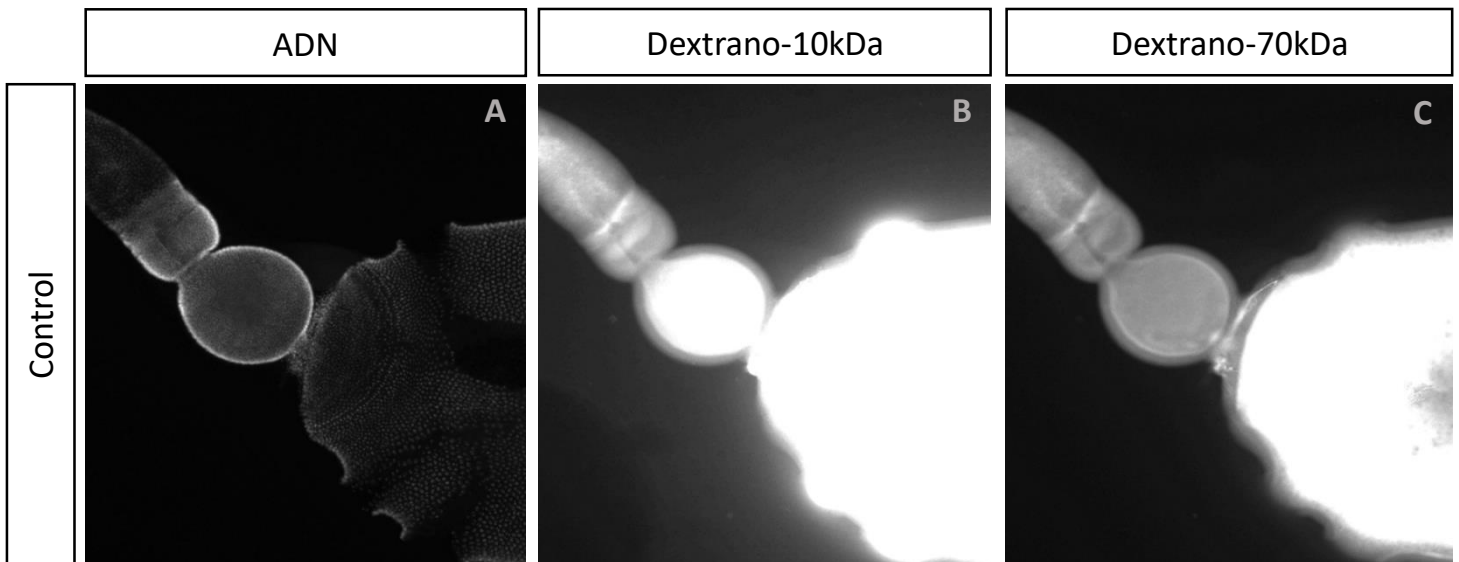 ADN
Dextrano-10kDa
Dextrano-70kDa
Control
A
B
C